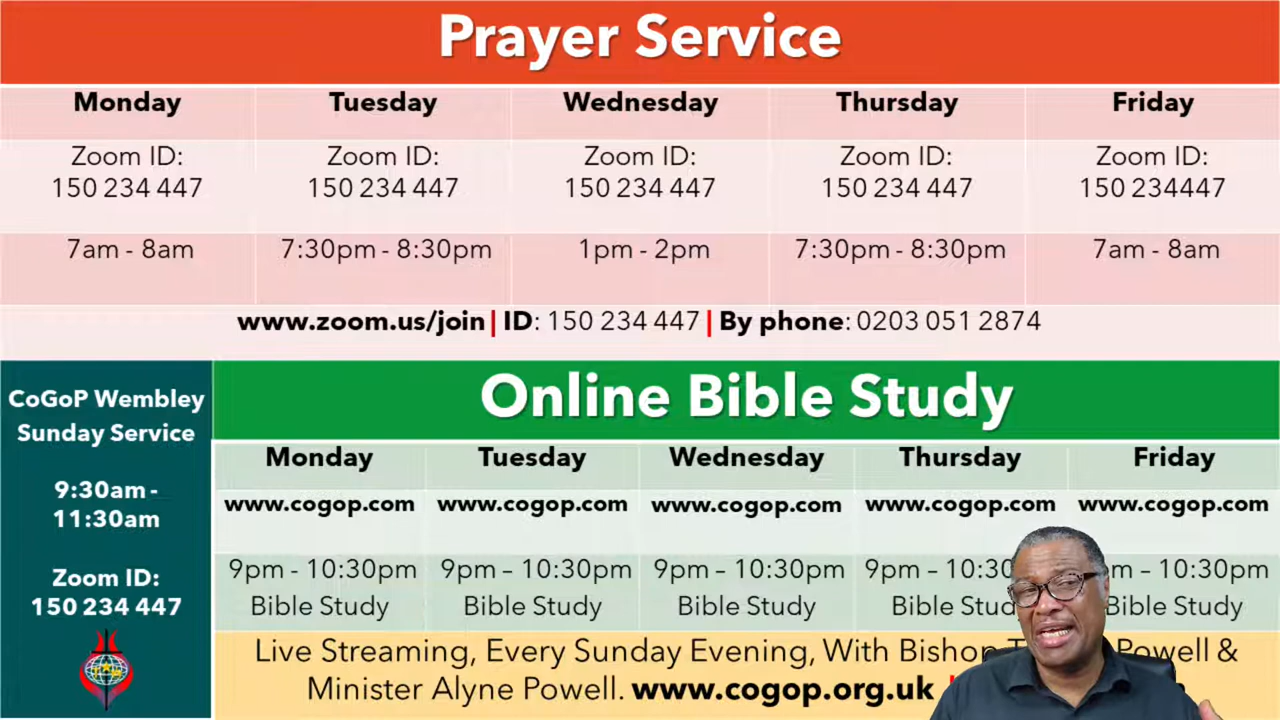 Prayer Service
Monday Tuesday Wednesday Thursday Friday
Zoom ID: Zoom ID: Zoom ID: Zoom ID: Zoom ID:
150 234 447 150 234 447 150 234 447 150 234 447 150 234447
7am - 8am 7:30pm - 8:30pm 1pm - 2pm 7:30pm - 8:30pm 7am - 8am
www.zoom.us/join | ID: 150 234 447 | By phone: 0203 051 2874
CoGoP Wembley
Sunday Service
9:30am -
11:30am
Zoom ID:
150 234 447
Online Bible Study
Monday Tuesday Wednesday Thursday Friday
www.cogop.com www.cogop.com www.cogop.com www.cogop.com www.cogop.com
9pm - 10:30pm 9pm – 10:30pm 9pm – 10:30pm 9pm – – 10:30pm
Bible Study Bible Study Bible Study Bible Bible Study
Live Streaming, Every Sunday Evening, With Bishop Powell &
Minister Alyne Powell. www.cogop.org.uk |